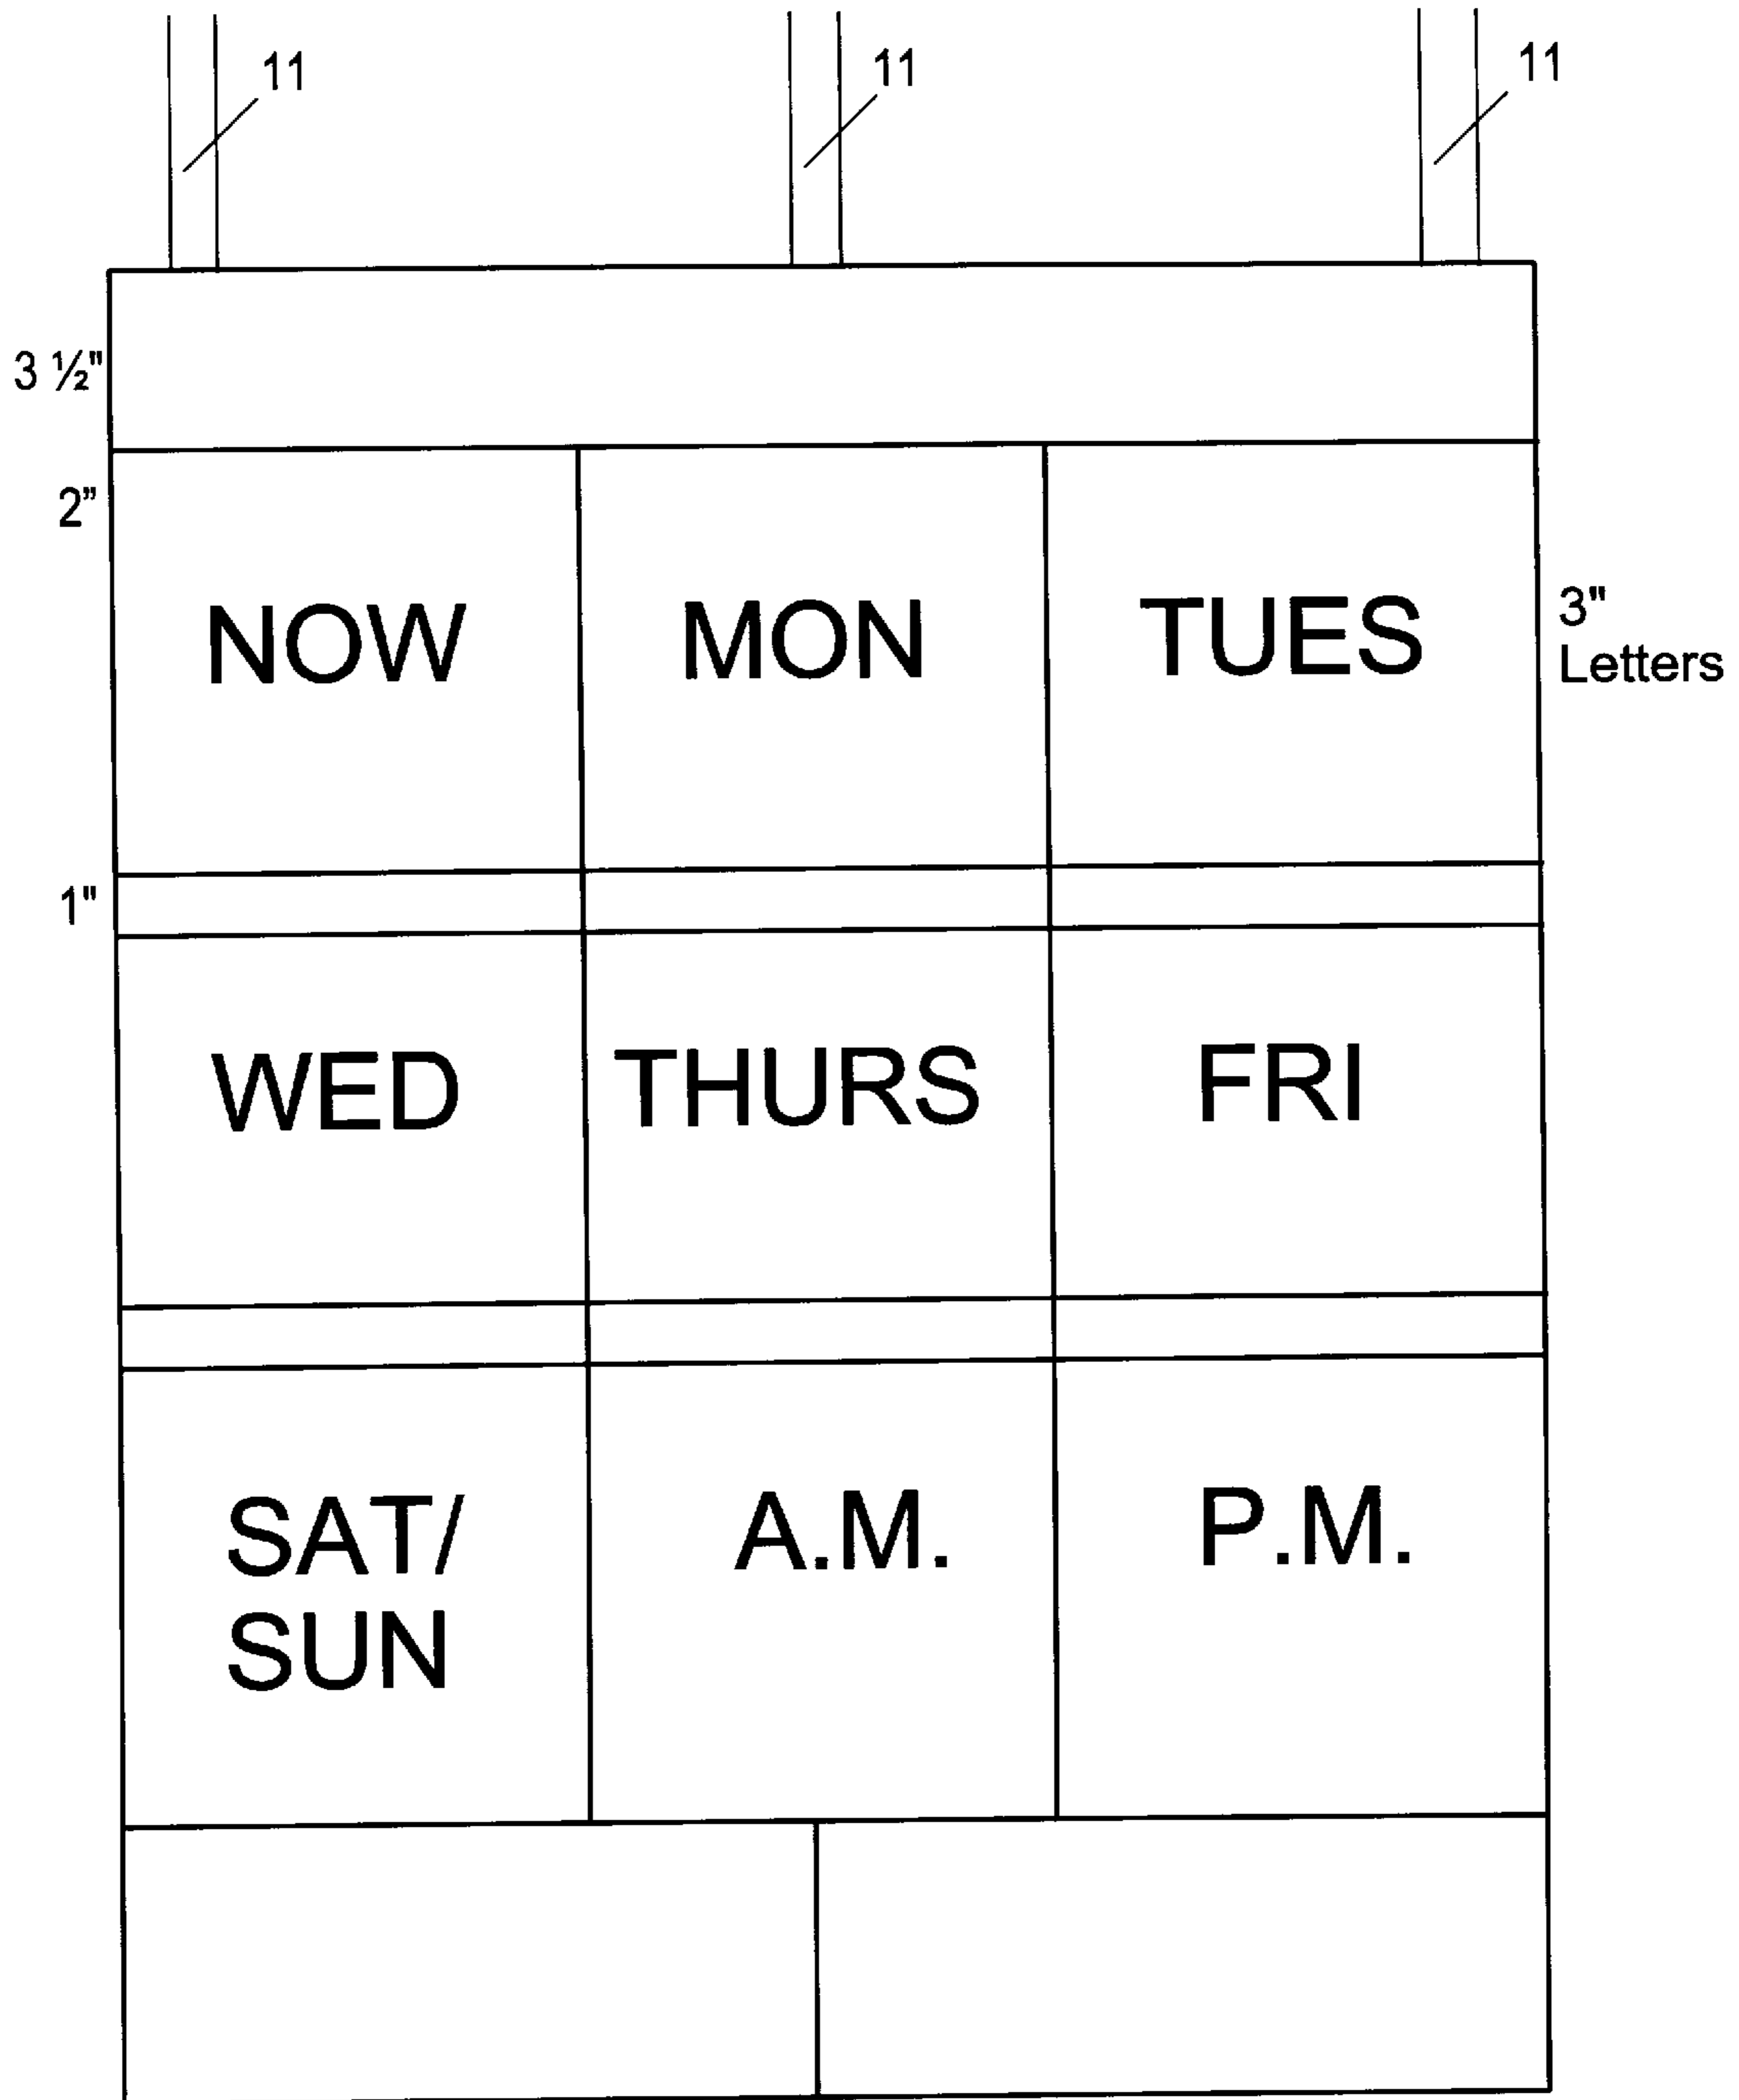 11 11 11
3 ½"
2”
NOW MON TUES
3"
Letters
1"
WED THURS FRI
SAT/ A.M. P.M.
SUN